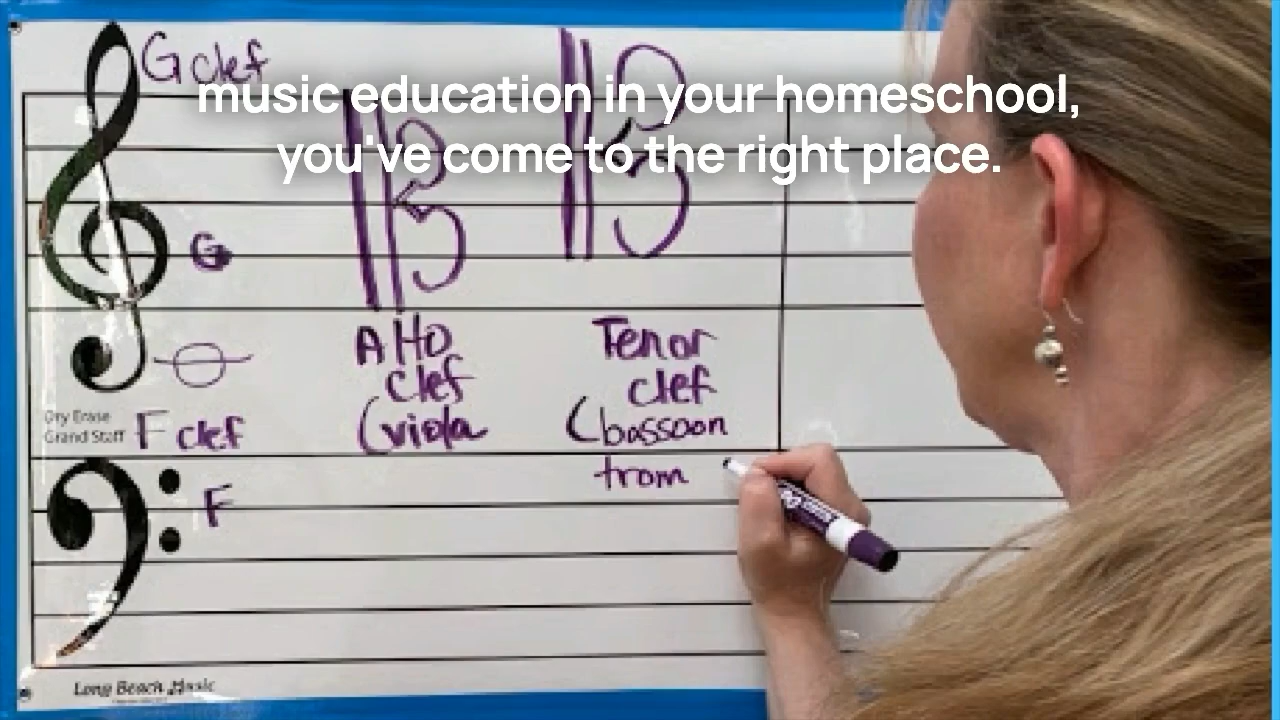 G clef
music education in your homeschool,
you've come to the right place.
G
Alto
clef
(viola
Tenor
clef
(bassoon
trom
Dry Erase
Grand Staff
F clef
F
Long Beach Music